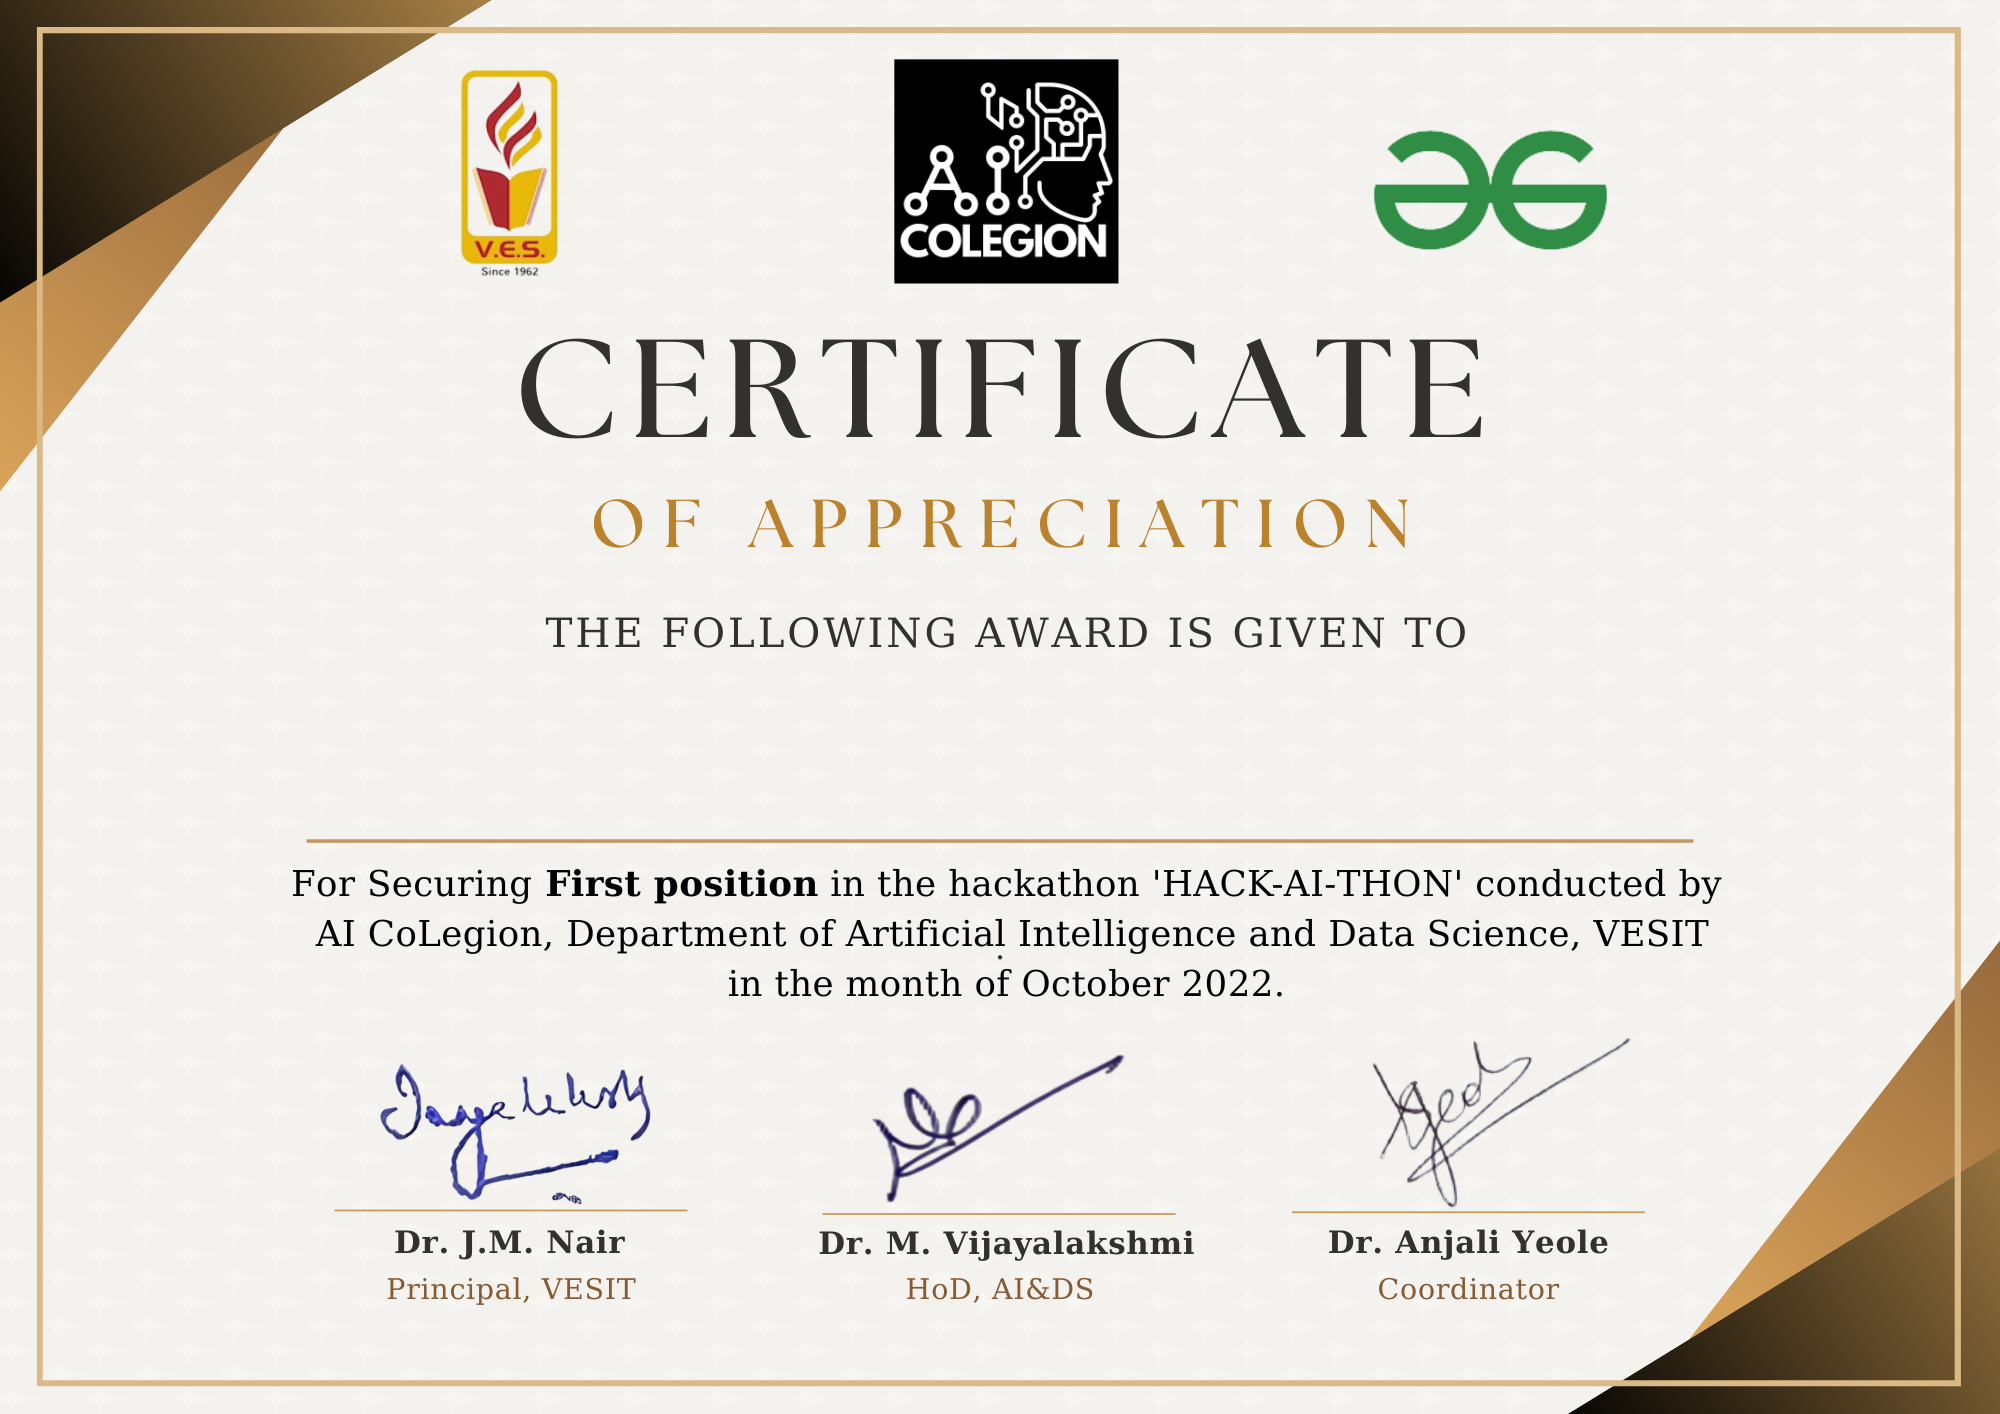 V.E.S.
Since 1962
AI
COLEGION
CERTIFICATE
OF APPRECIATION
THE FOLLOWING AWARD IS GIVEN TO
For Securing First position in the hackathon 'HACK-AI-THON' conducted by
AI CoLegion, Department of Artificial Intelligence and Data Science, VESIT
.
in the month of October 2022.
Dr. J.M. Nair
Dr. M. Vijayalakshmi
Dr. Anjali Yeole
Principal, VESIT
HoD, AI&DS
Coordinator